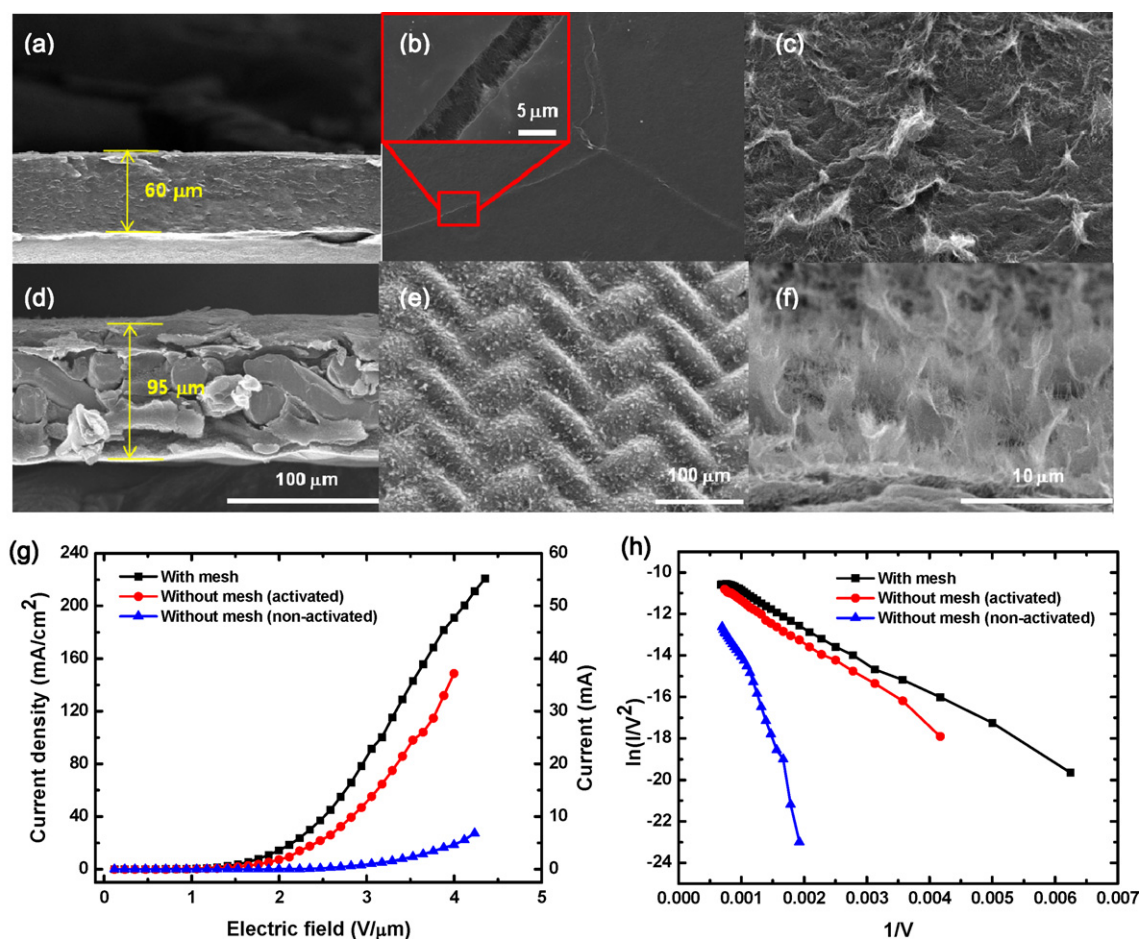 (a)
60 μm
(b)
5 μm
(c)
(d)
95 μm
100 μm
(e)
100 μm
(f)
10 μm
(g)
240
200
160
120
80
40
0
Current density (mA/cm²)
With mesh
Without mesh (activated)
Without mesh (non-activated)
60
50
40
30
20
10
0
Current (mA)
0 1 2 3 4 5
Electric field (V/μm)
(h)
-10
-12
-14
-16
-18
-20
-22
-24
ln(I/V²)
With mesh
Without mesh (activated)
Without mesh (non-activated)
0.000 0.001 0.002 0.003 0.004 0.005 0.006 0.007
1/V